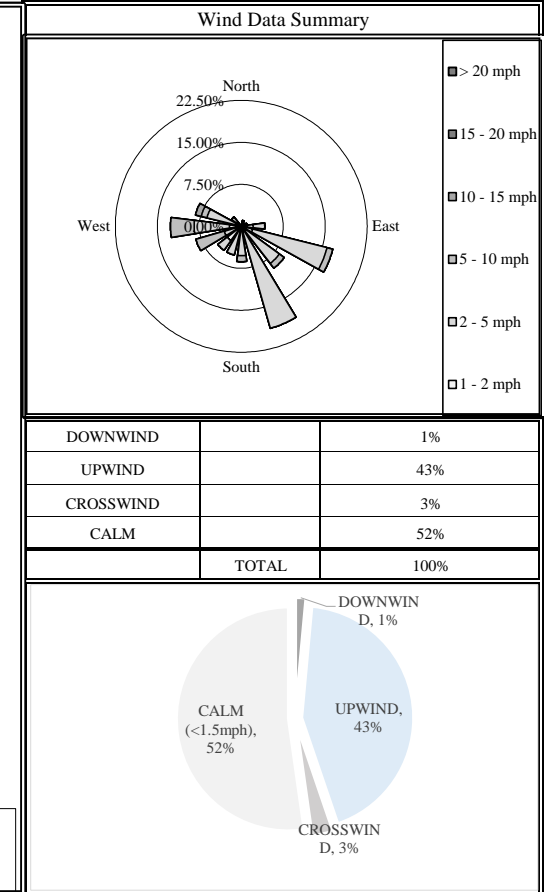 Wind Data Summary
North
22.50%
15.00%
7.50%
0.00%
West
East
South
> 20 mph
15 - 20 mph
10 - 15 mph
5 - 10 mph
2 - 5 mph
1 - 2 mph
DOWNWIND 1%
UPWIND 43%
CROSSWIND 3%
CALM 52%
TOTAL 100%
DOWNWIN
D, 1%
UPWIND,
43%
CALM
(<1.5mph),
52%
CROSSWIN
D, 3%